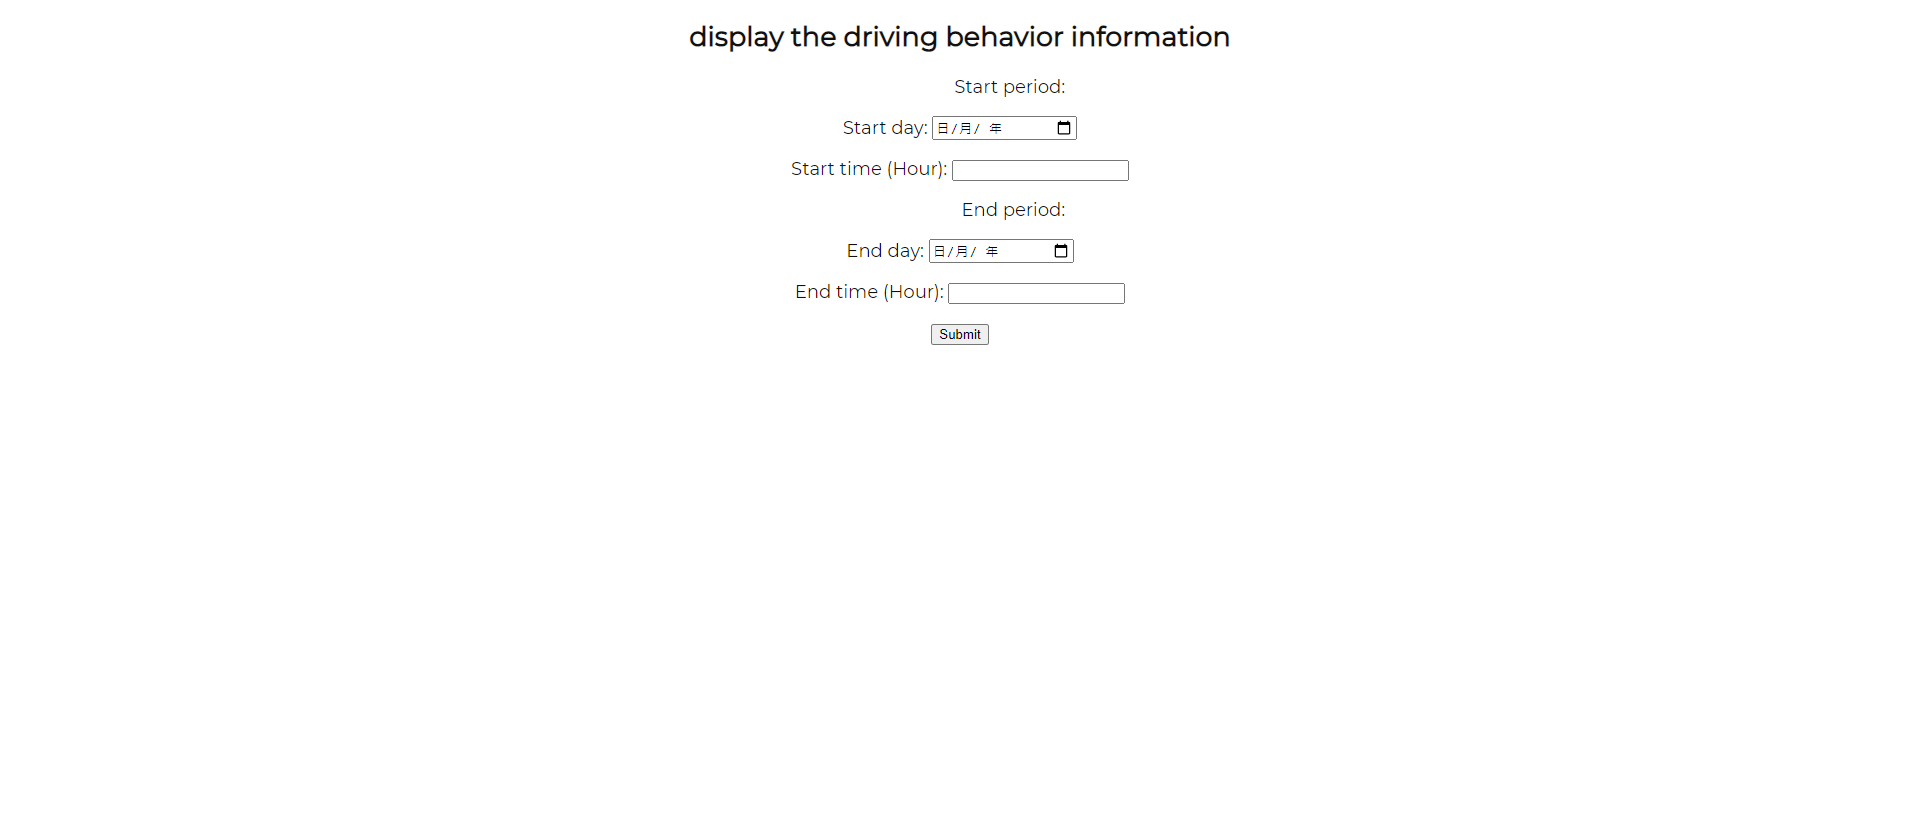 display the driving behavior information
Start period:
Start day: 日/月/ 年
Start time (Hour):
End period:
End day: 日/月/ 年
End time (Hour):
Submit